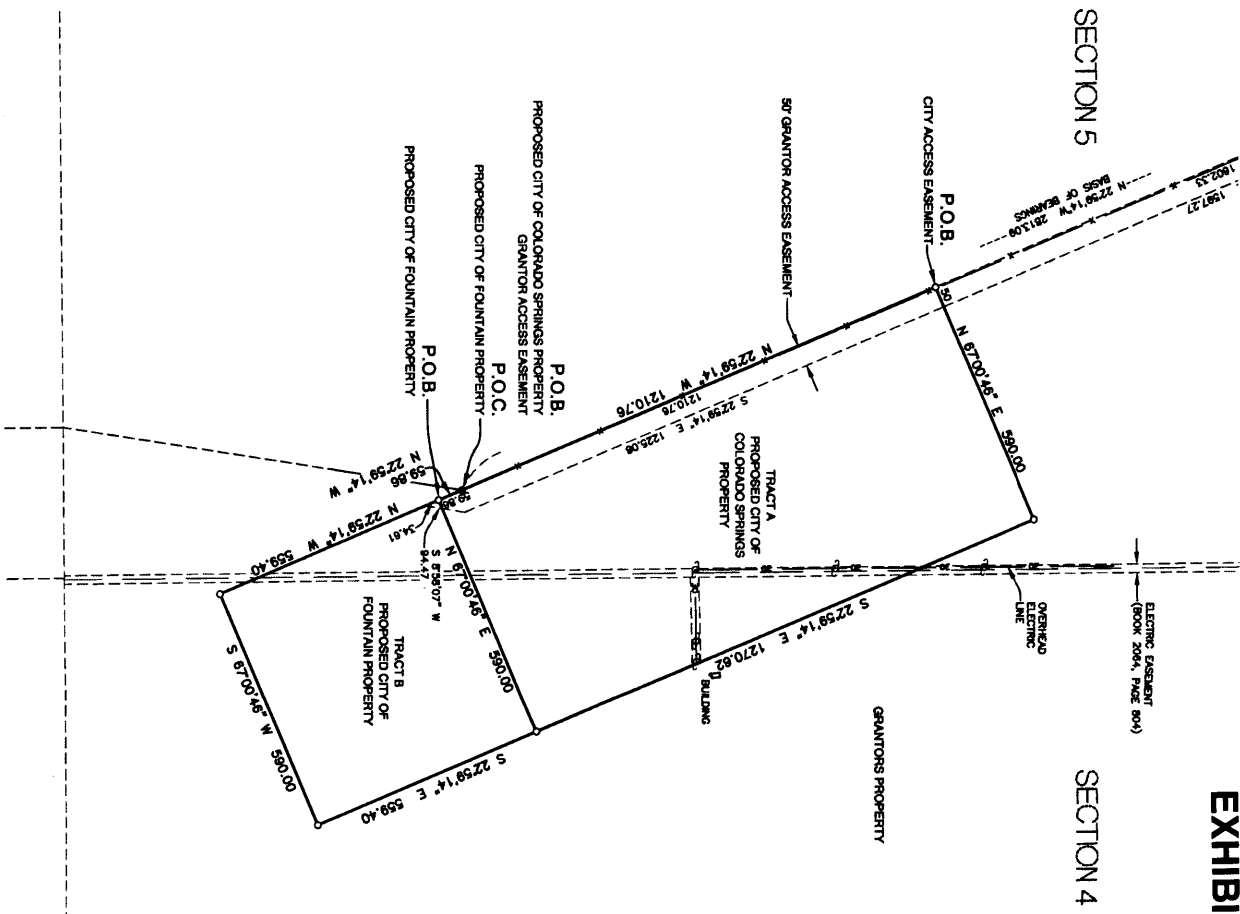 EXHIBI
SECTION 5
SECTION 4
ELECTRIC EASEMENT
(BOOK 2064, PAGE 804)
OVERHEAD
ELECTRIC
LINE
1602.33
1587.27
N 22°59'14"W 2813.09
BASIS OF BEARINGS
P.O.B.
CITY ACCESS EASEMENT
50
N 67°00'46" E 590.00
50' GRANTOR ACCESS EASEMENT
N 22°59'14" W
1210.76
1210.76
S 22°59'14" E 1225.06
TRACT A
PROPOSED CITY OF
COLORADO SPRINGS
PROPERTY
S 22°59'14" E 1270.62
BUILDING
GRANTORS PROPERTY
P.O.B.
PROPOSED CITY OF COLORADO SPRINGS PROPERTY
GRANTOR ACCESS EASEMENT
P.O.C.
PROPOSED CITY OF FOUNTAIN PROPERTY
P.O.B.
PROPOSED CITY OF FOUNTAIN PROPERTY
59.86
59.86
N 22°59'14" W
34.61
S 8°56'07" W
94.47
N 67°00'46" E 590.00
N 22°59'14" W
559.40
TRACT B
PROPOSED CITY OF
FOUNTAIN PROPERTY
S 67°00'46" W 590.00
S 22°59'14" E
559.40